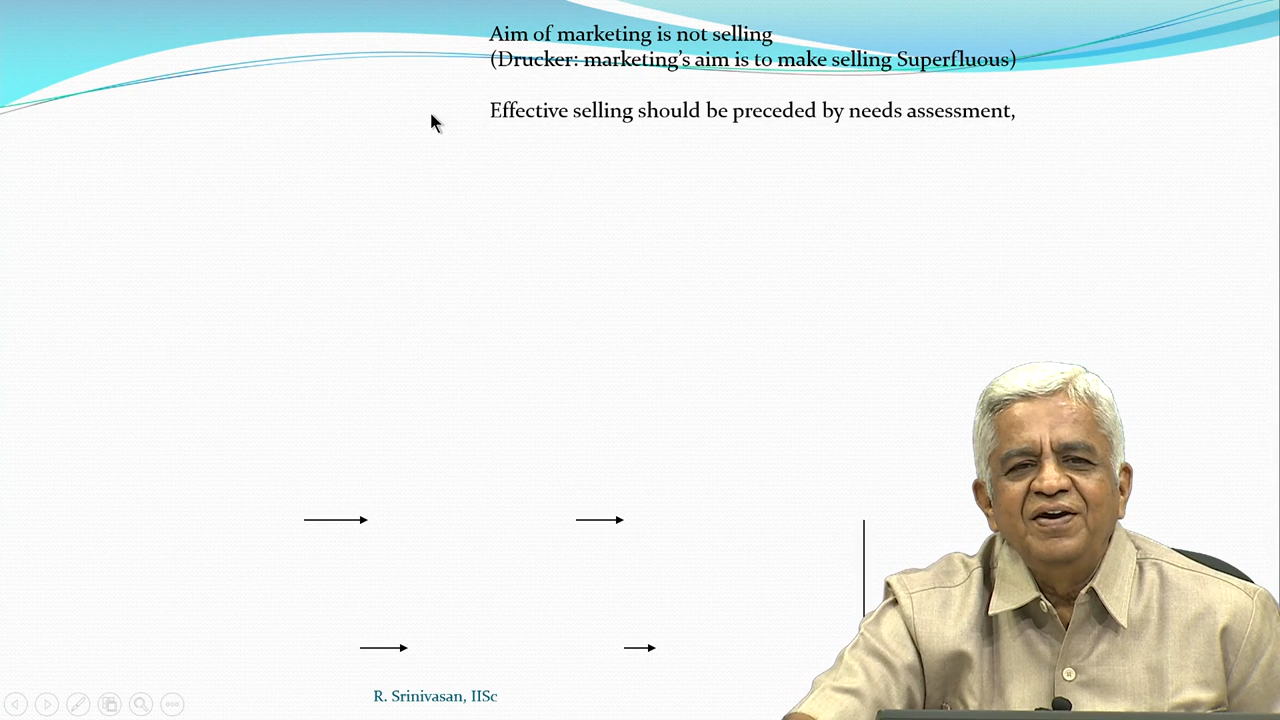 Aim of marketing is not selling
(Drucker: marketing’s aim is to make selling Superfluous)
Effective selling should be preceded by needs assessment,
R. Srinivasan, IISc